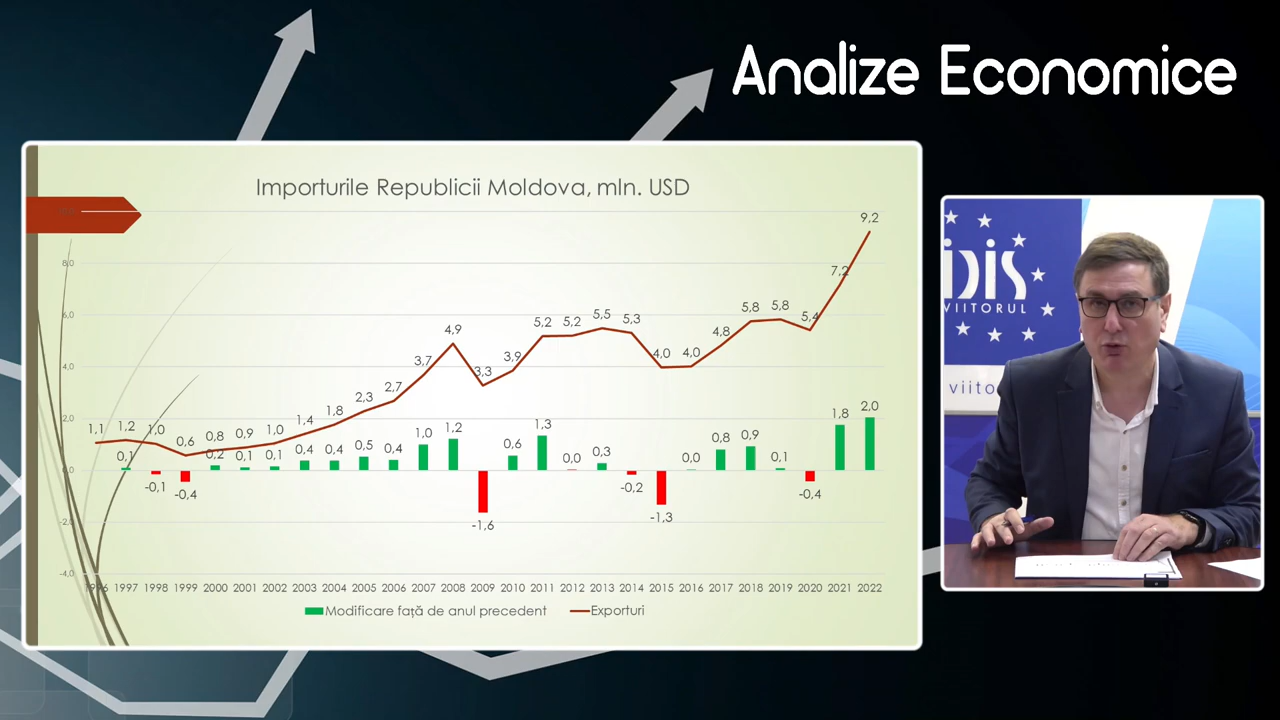 Analize Economice
Importurile Republicii Moldova, mln. USD
8,0
6,0
4,0
2,0
0,0
-2,0
-4,0
1,1 1,2 1,0 0,6 0,8 0,9 1,0 1,4 1,8 2,3 2,7 3,7 4,9 3,3 3,9 5,2 5,2 5,5 5,3 4,0 4,0 4,8 5,8 5,8 5,4 7,2 9,2
0,1 -0,1 -0,4 0,2 0,1 0,1 0,4 0,4 0,5 0,4 1,0 1,2 -1,6 0,6 1,3 0,0 0,3 -0,2 -1,3 0,0 0,8 0,9 0,1 -0,4 1,8 2,0
1996 1997 1998 1999 2000 2001 2002 2003 2004 2005 2006 2007 2008 2009 2010 2011 2012 2013 2014 2015 2016 2017 2018 2019 2020 2021 2022
Modificare față de anul precedent Exporturi
IDIS
VIITORUL
viito